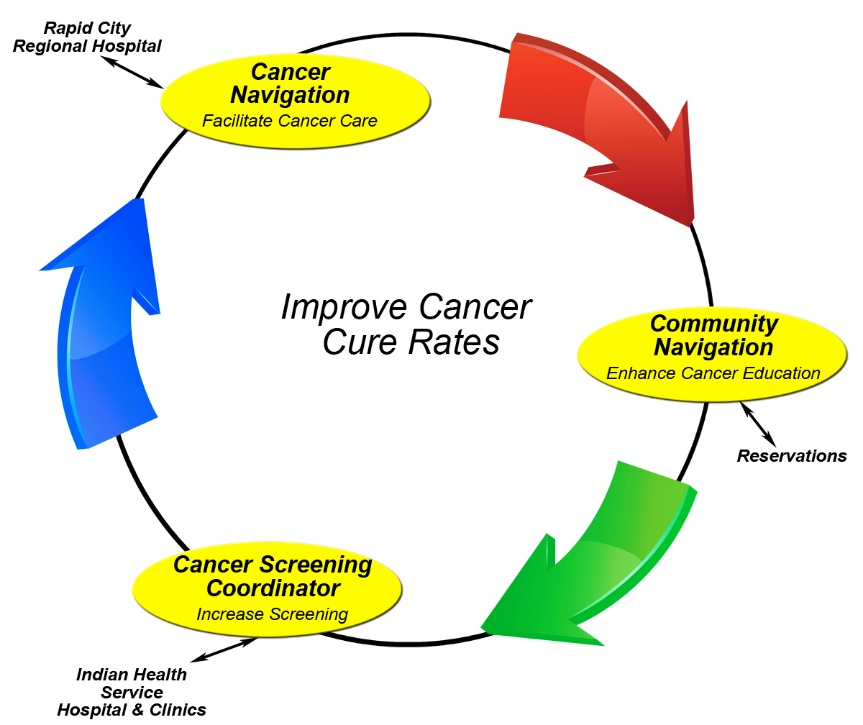 Rapid City
Regional Hospital
Cancer
Navigation
Facilitate Cancer Care
Improve Cancer
Cure Rates
Community
Navigation
Enhance Cancer Education
Reservations
Cancer Screening
Coordinator
Increase Screening
Indian Health
Service
Hospital & Clinics